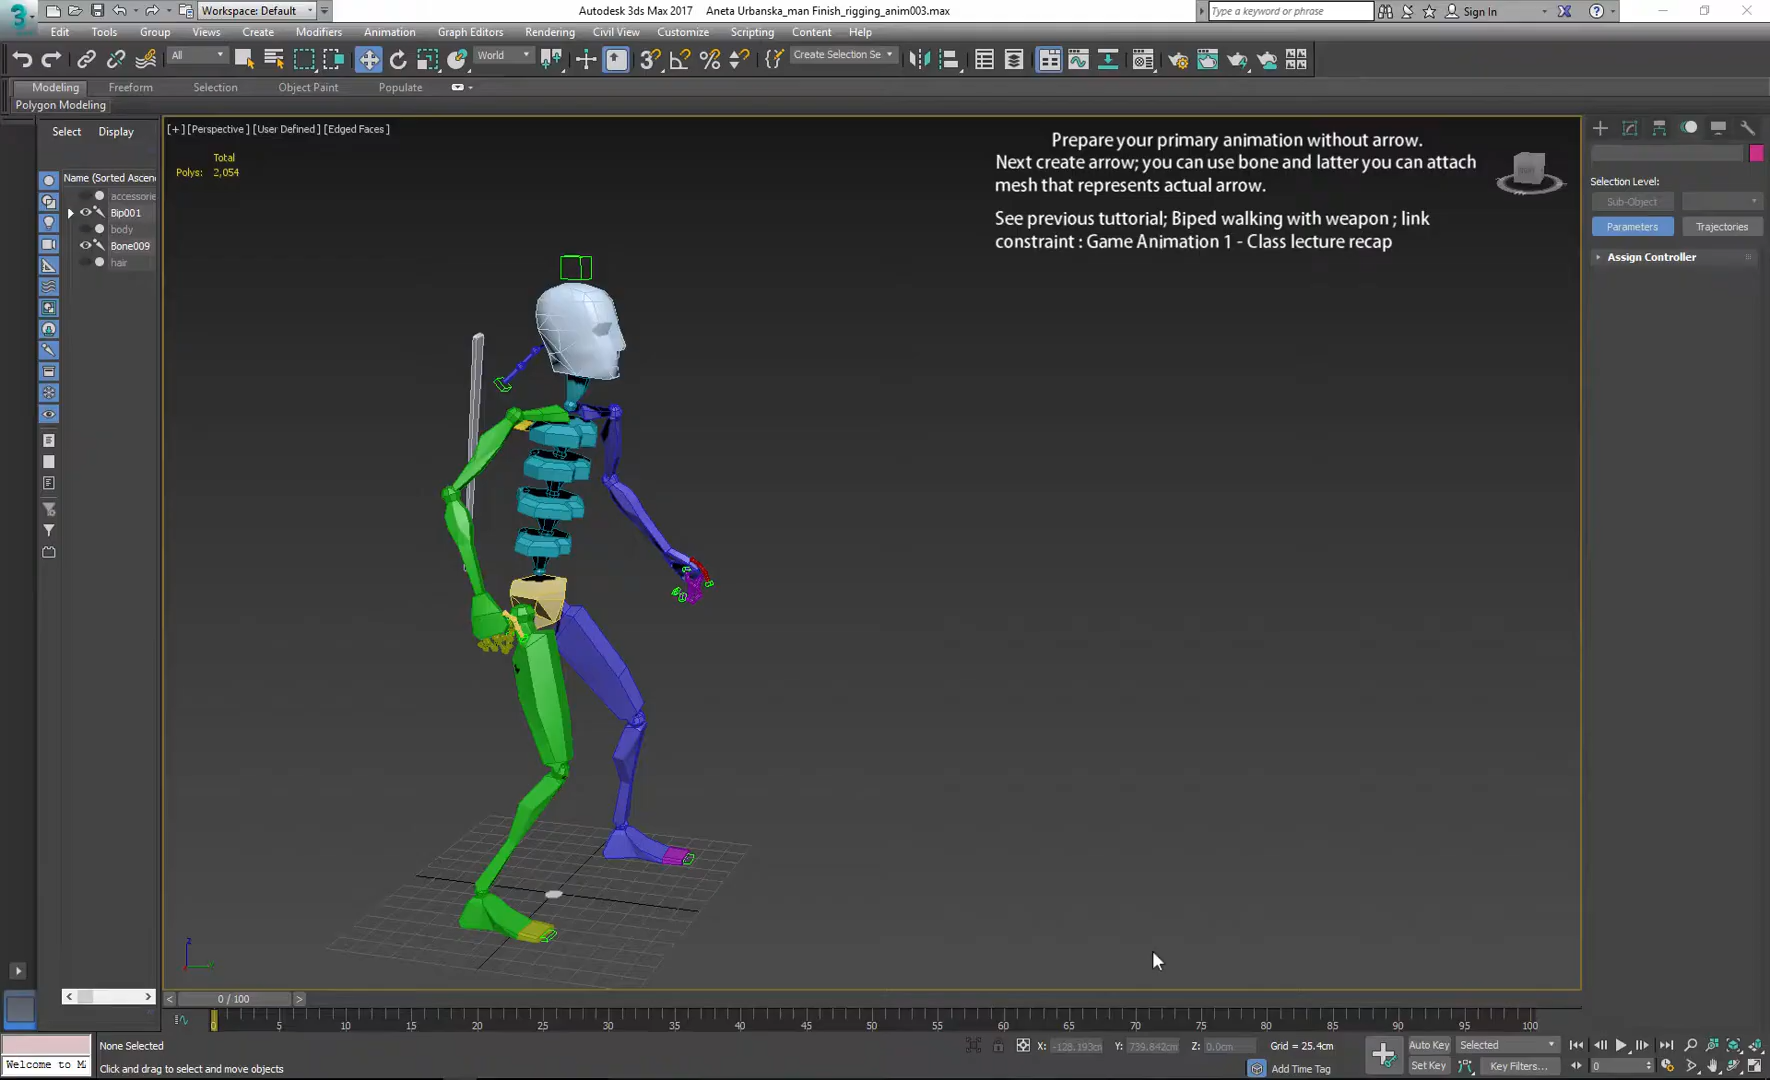 Workspace: Default
Autodesk 3ds Max 2017    Aneta Urbanska_man Finish_rigging_anim003.max
Type a keyword or phrase
Sign In
Edit Tools Group Views Create Modifiers Animation Graph Editors Rendering Civil View Customize Scripting Content Help
All
World
Create Selection Se
Modeling Freeform Selection Object Paint Populate
Polygon Modeling
Select Display
[+] [Perspective] [User Defined] [Edged Faces]
Total
Polys: 2,054
Name (Sorted Ascen
accessorie
Bip001
body
Bone009
hair
Prepare your primary animation without arrow.
Next create arrow; you can use bone and latter you can attach
mesh that represents actual arrow.
See previous tuttorial; Biped walking with weapon ; link
constraint : Game Animation 1 - Class lecture recap
Selection Level:
Sub-Object
Parameters Trajectories
Assign Controller
0 / 100
0 5 10 15 20 25 30 35 40 45 50 55 60 65 70 75 80 85 90 95 100
None Selected
X: -128.193cm Y: 739.842cm Z: 0.0cm Grid = 25.4cm
Auto Key Selected
Welcome to M
Click and drag to select and move objects
Add Time Tag
Set Key Key Filters...
0